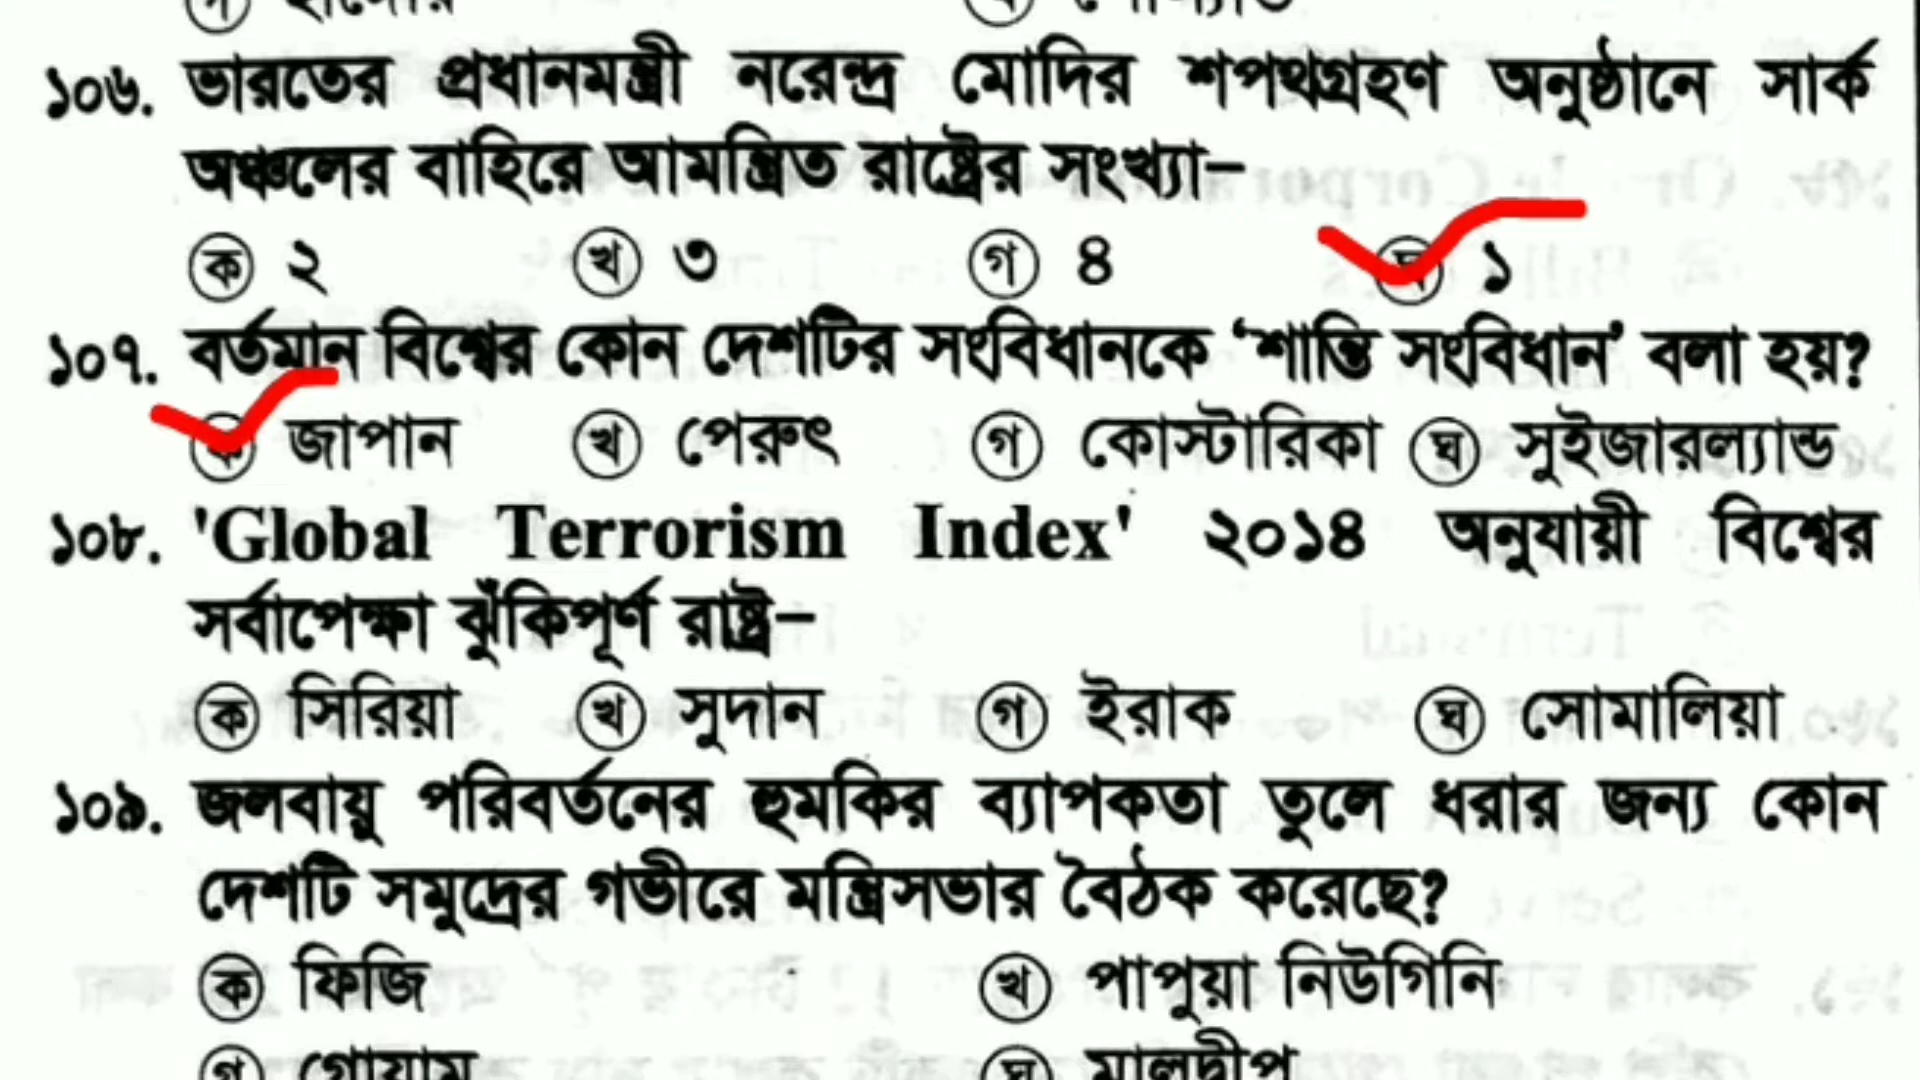 ১০৬. ভারতের প্রধানমন্ত্রী নরেন্দ্র মোদির শপথগ্রহণ অনুষ্ঠানে সার্ক
অঞ্চলের বাহিরে আমন্ত্রিত রাষ্ট্রের সংখ্যা–
ক ২ খ ৩ গ ৪ ঘ ১
১০৭. বর্তমান বিশ্বের কোন দেশটির সংবিধানকে ‘শান্তি সংবিধান’ বলা হয়?
ক জাপান খ পেরুৎ গ কোস্টারিকা ঘ সুইজারল্যান্ড
১০৮. 'Global Terrorism Index' ২০১৪ অনুযায়ী বিশ্বের
সর্বাপেক্ষা ঝুঁকিপূর্ণ রাষ্ট্র–
ক সিরিয়া খ সুদান গ ইরাক ঘ সোমালিয়া
১০৯. জলবায়ু পরিবর্তনের হুমকির ব্যাপকতা তুলে ধরার জন্য কোন
দেশটি সমুদ্রের গভীরে মন্ত্রিসভার বৈঠক করেছে?
ক ফিজি খ পাপুয়া নিউগিনি
গ গোয়াম ঘ মালদ্বীপ